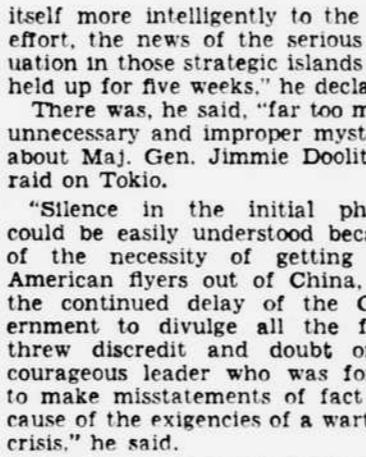 itself more intelligently to the
effort, the news of the serious
uation in those strategic islands
held up for five weeks," he decla
There was, he said, "far too m
unnecessary and improper myst
about Maj. Gen. Jimmie Doolit
raid on Tokio.
"Silence in the initial ph
could be easily understood beca
of the necessity of getting
American flyers out of China,
the continued delay of the G
ernment to divulge all the f
threw discredit and doubt o
courageous leader who was fo
to make misstatements of fact
cause of the exigencies of a wart
crisis," he said.